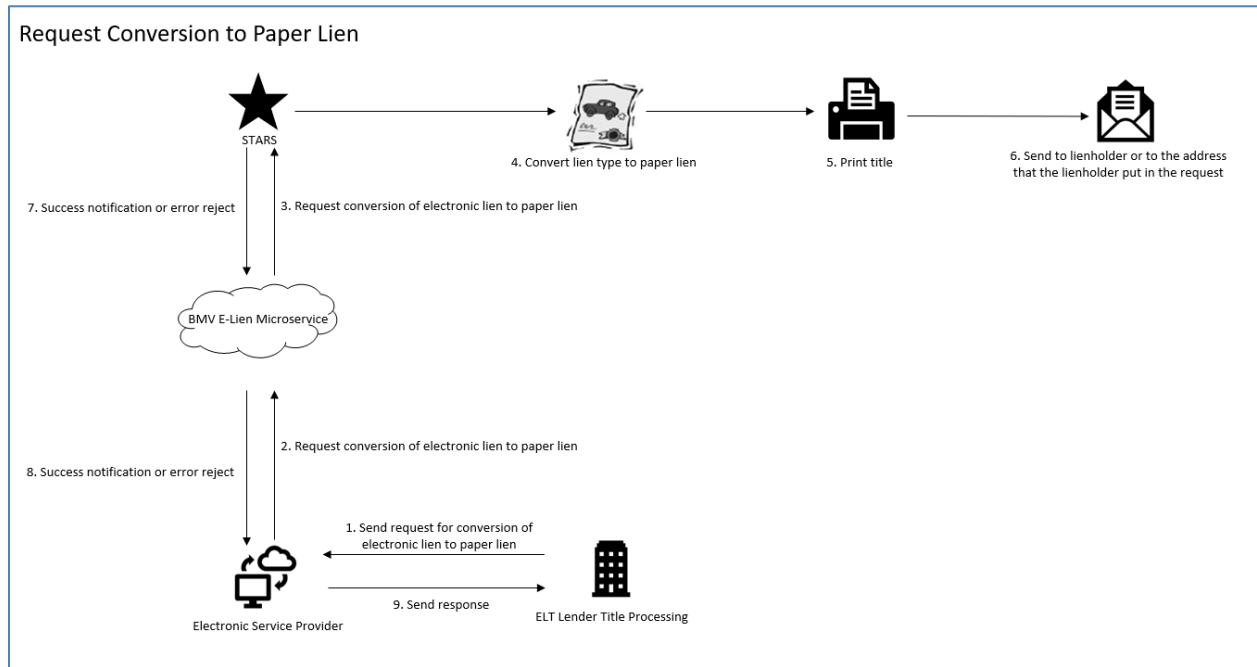 Request Conversion to Paper Lien
STARS
4. Convert lien type to paper lien
5. Print title
6. Send to lienholder or to the address
that the lienholder put in the request
7. Success notification or error reject
3. Request conversion of electronic lien to paper lien
BMV E-Lien Microservice
2. Request conversion of electronic lien to paper lien
8. Success notification or error reject
1. Send request for conversion of
electronic lien to paper lien
9. Send response
ELT Lender Title Processing
Electronic Service Provider